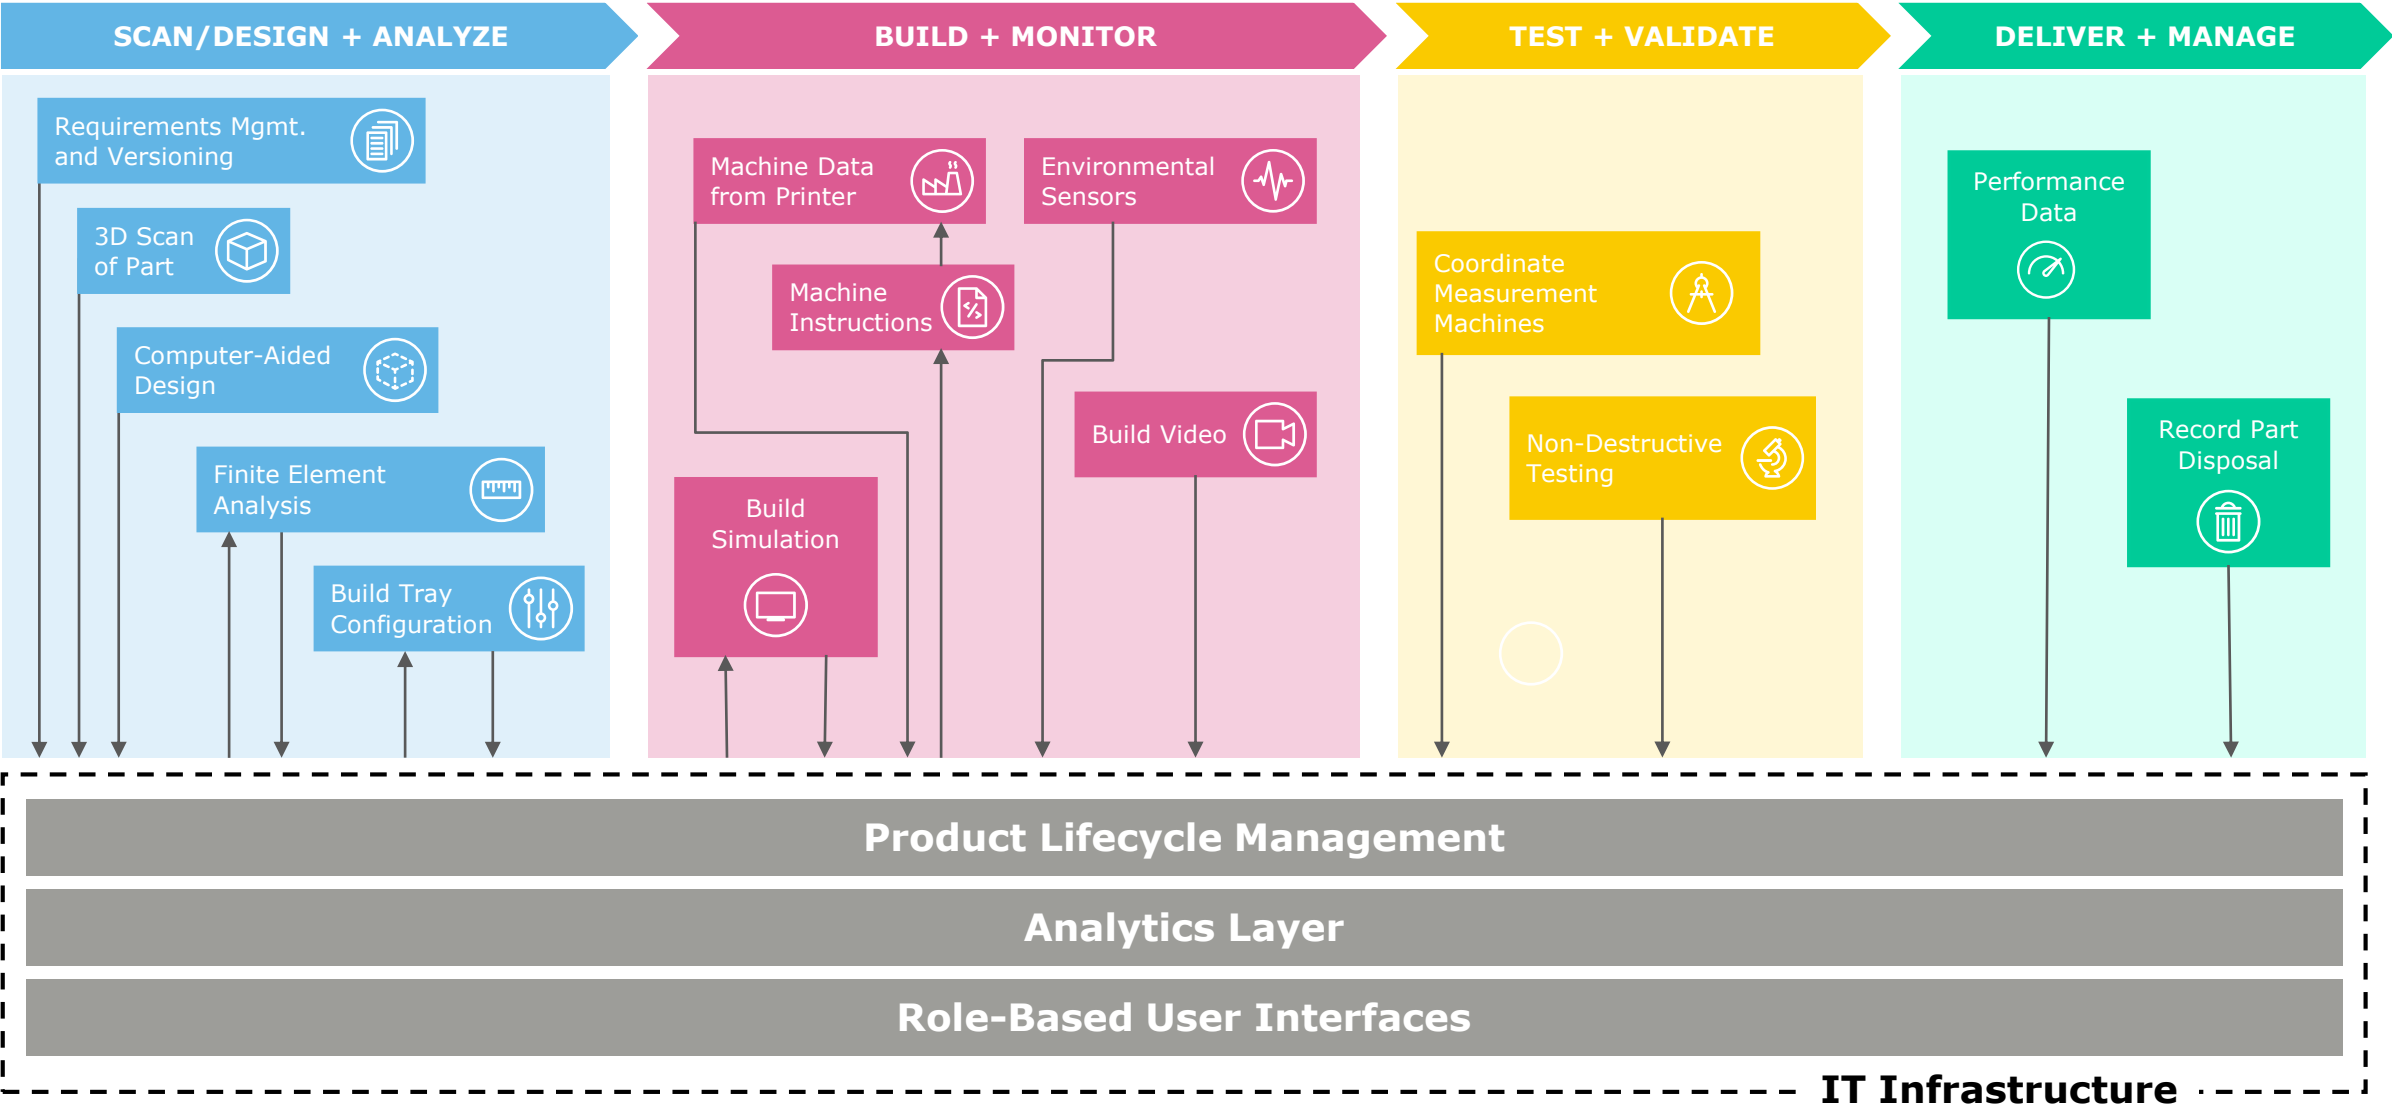 SCAN/DESIGN + ANALYZE
BUILD + MONITOR
TEST + VALIDATE
DELIVER + MANAGE
Requirements Mgmt.
and Versioning
3D Scan
of Part
Computer-Aided
Design
Finite Element
Analysis
Build Tray
Configuration
Machine Data
from Printer
Environmental
Sensors
Machine
Instructions
Build Video
Build
Simulation
Coordinate
Measurement
Machines
Non-Destructive
Testing
Performance
Data
Record Part
Disposal
Product Lifecycle Management
Analytics Layer
Role-Based User Interfaces
IT Infrastructure